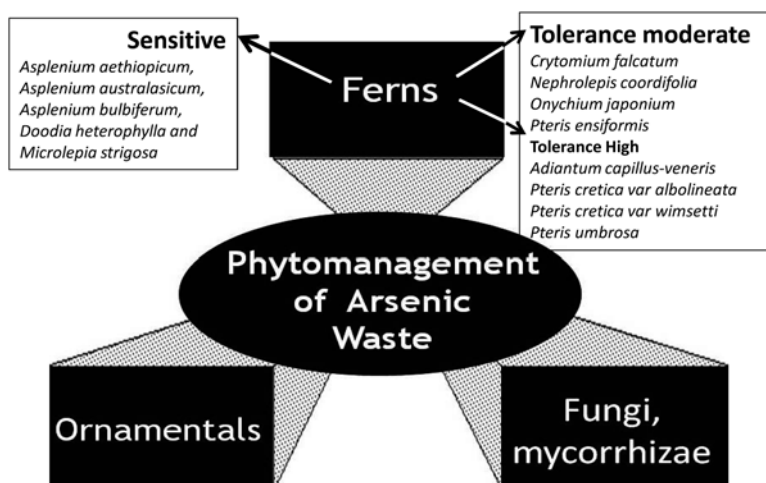 Sensitive
Asplenium aethiopicum,
Asplenium australasicum,
Asplenium bulbiferum,
Doodia heterophylla and
Microlepia strigosa
Ferns
Tolerance moderate
Crytomium falcatum
Nephrolepis coordifolia
Onychium japonium
Pteris ensiformis
Tolerance High
Adiantum capillus-veneris
Pteris cretica var albolineata
Pteris cretica var wimsetti
Pteris umbrosa
Phytomanagement
of Arsenic
Waste
Ornamentals
Fungi,
mycorrhizae